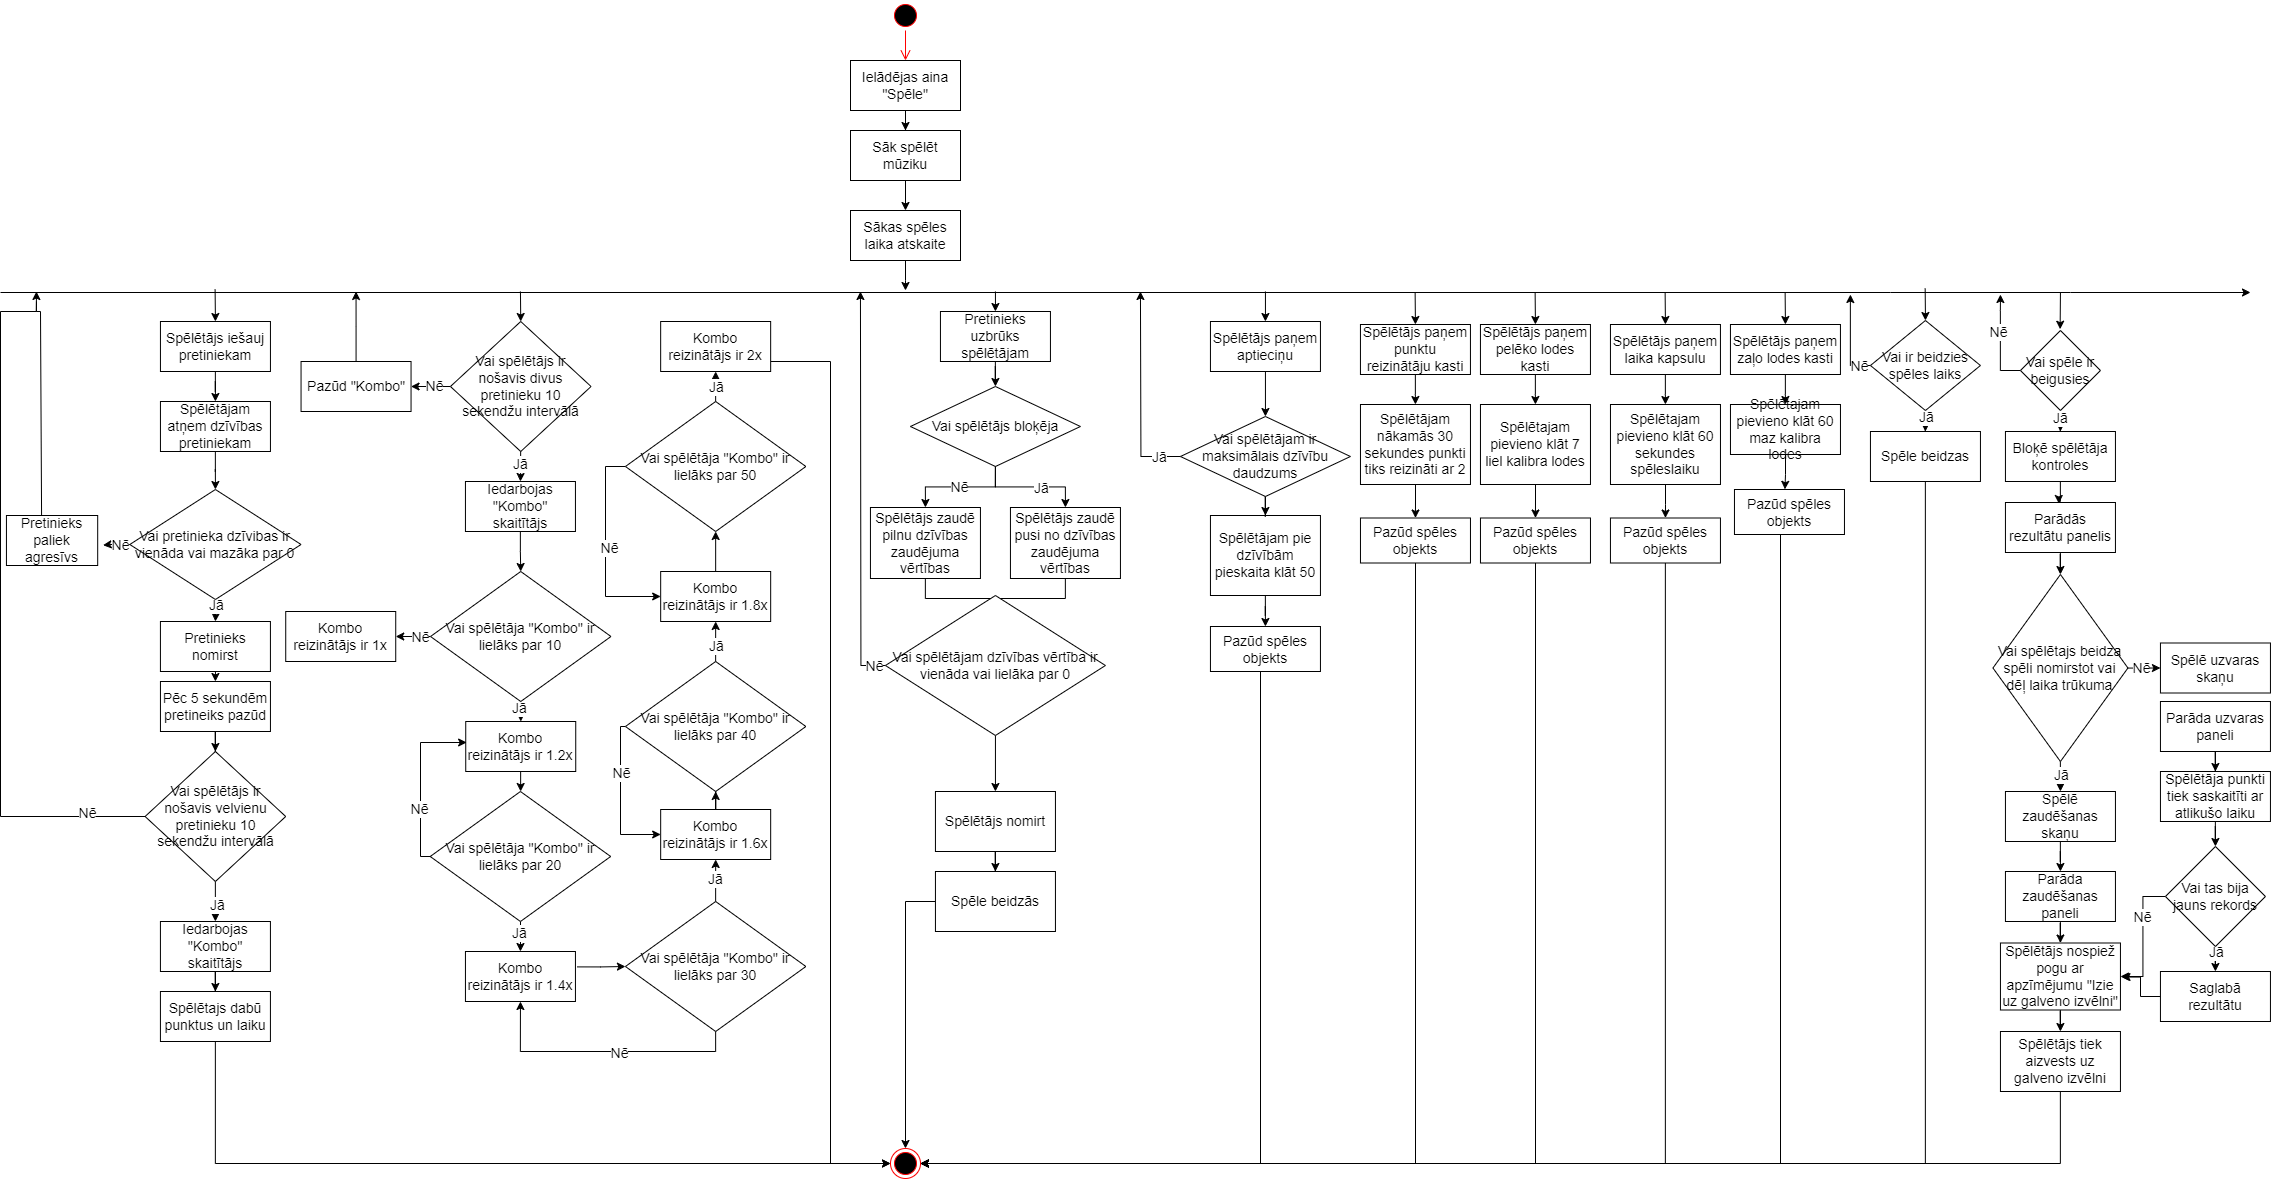 Ielādējas aina
"Spēle"
Sāk spēlēt
mūziku
Sākas spēles
laika atskaite
Spēlētājs iešauj
pretiniekam
Spēlētājam
atņem dzīvības
pretiniekam
Vai pretinieka dzīvibas ir
vienāda vai mazāka par 0
Nē
Pretinieks
paliek
agresīvs
Jā
Pretinieks
nomirst
Pēc 5 sekundēm
pretineiks pazūd
Vai spēlētājs ir
nošavis velvienu
pretinieku 10
sekendžu intervālā
Nē
Jā
Iedarbojas
"Kombo"
skaitītājs
Spēlētajs dabū
punktus un laiku
Vai spēlētājs ir
nošavis divus
pretinieku 10
sekendžu intervālā
Nē
Pazūd "Kombo"
Jā
Iedarbojas
"Kombo"
skaitītājs
Vai spēlētāja "Kombo" ir
lielāks par 10
Nē
Kombo
reizinātājs ir 1x
Jā
Kombo
reizinātājs ir 1.2x
Nē
Vai spēlētāja "Kombo" ir
lielāks par 20
Jā
Kombo
reizinātājs ir 1.4x
Nē
Vai spēlētāja "Kombo" ir
lielāks par 30
Jā
Kombo
reizinātājs ir 1.6x
Nē
Vai spēlētāja "Kombo" ir
lielāks par 40
Jā
Kombo
reizinātājs ir 1.8x
Nē
Vai spēlētāja "Kombo" ir
lielāks par 50
Jā
Kombo
reizinātājs ir 2x
Pretinieks
uzbrūks
spēlētājam
Vai spēlētājs bloķēja
Nē
Jā
Spēlētājs zaudē
pilnu dzīvības
zaudējuma
vērtības
Spēlētājs zaudē
pusi no dzīvības
zaudējuma
vērtības
Vai spēlētājam dzīvības vērtība ir
vienāda vai lielāka par 0
Nē
Spēlētājs nomirt
Spēle beidzās
Spēlētājs paņem
aptieciņu
Vai spēlētājam ir
maksimālais dzīvību
daudzums
Jā
Spēlētājam pie
dzīvībām
pieskaita klāt 50
Pazūd spēles
objekts
Spēlētājs paņem
punktu
reizinātāju kasti
Spēlētājam
nākamās 30
sekundes punkti
tiks reizināti ar 2
Pazūd spēles
objekts
Spēlētājs paņem
pelēko lodes
kasti
Spēlētajam
pievieno klāt 7
liel kalibra lodes
Pazūd spēles
objekts
Spēlētājs paņem
laika kapsulu
Spēlētajam
pievieno klāt 60
sekundes
spēleslaiku
Pazūd spēles
objekts
Spēlētājs paņem
zaļo lodes kasti
Spēlētajam
pievieno klāt 60
maz kalibra
lodes
Pazūd spēles
objekts
Vai ir beidzies
spēles laiks
Nē
Jā
Spēle beidzas
Nē
Vai spēle ir
beigusies
Jā
Bloķē spēlētāja
kontroles
Parādās
rezultātu panelis
Vai spēlētajs beidza
spēli nomirstot vai
dēļ laika trūkuma
Nē
Spēlē uzvaras
skaņu
Parāda uzvaras
paneli
Spēlētāja punkti
tiek saskaitīti ar
atlikušo laiku
Vai tas bija
jauns rekords
Nē
Jā
Saglabā
rezultātu
Jā
Spēlē
zaudēšanas
skaņu
Parāda
zaudēšanas
paneli
Spēlētājs nospiež
pogu ar
apzīmējumu "Izie
uz galveno izvēlni"
Spēlētājs tiek
aizvests uz
galveno izvēlni